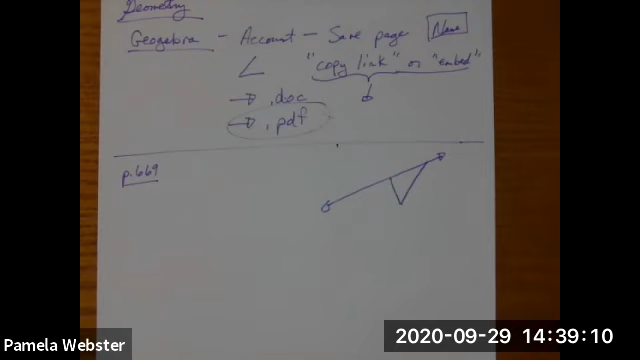 Geometry
Geogebra - Account - Save page Name
"copy link" or "embed"
→ .doc
→ .pdf
p.669
Pamela Webster
2020-09-29 14:39:10